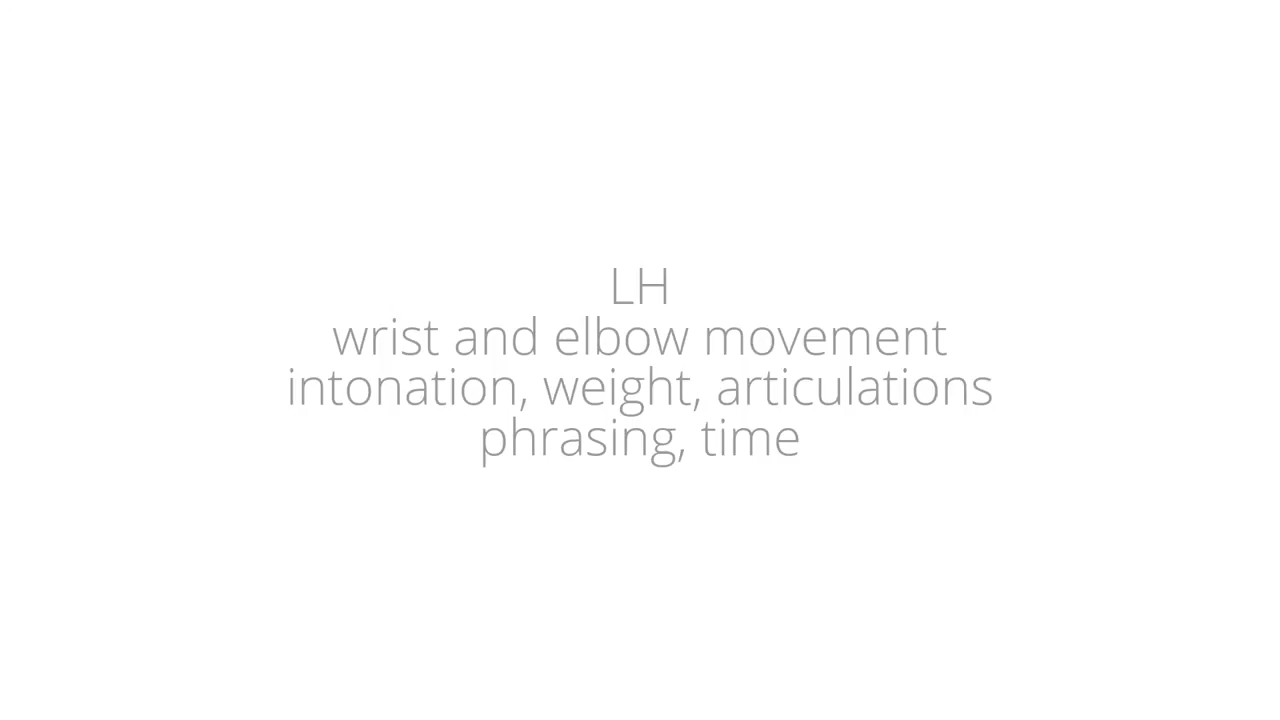 LH
wrist and elbow movement
intonation, weight, articulations
phrasing, time